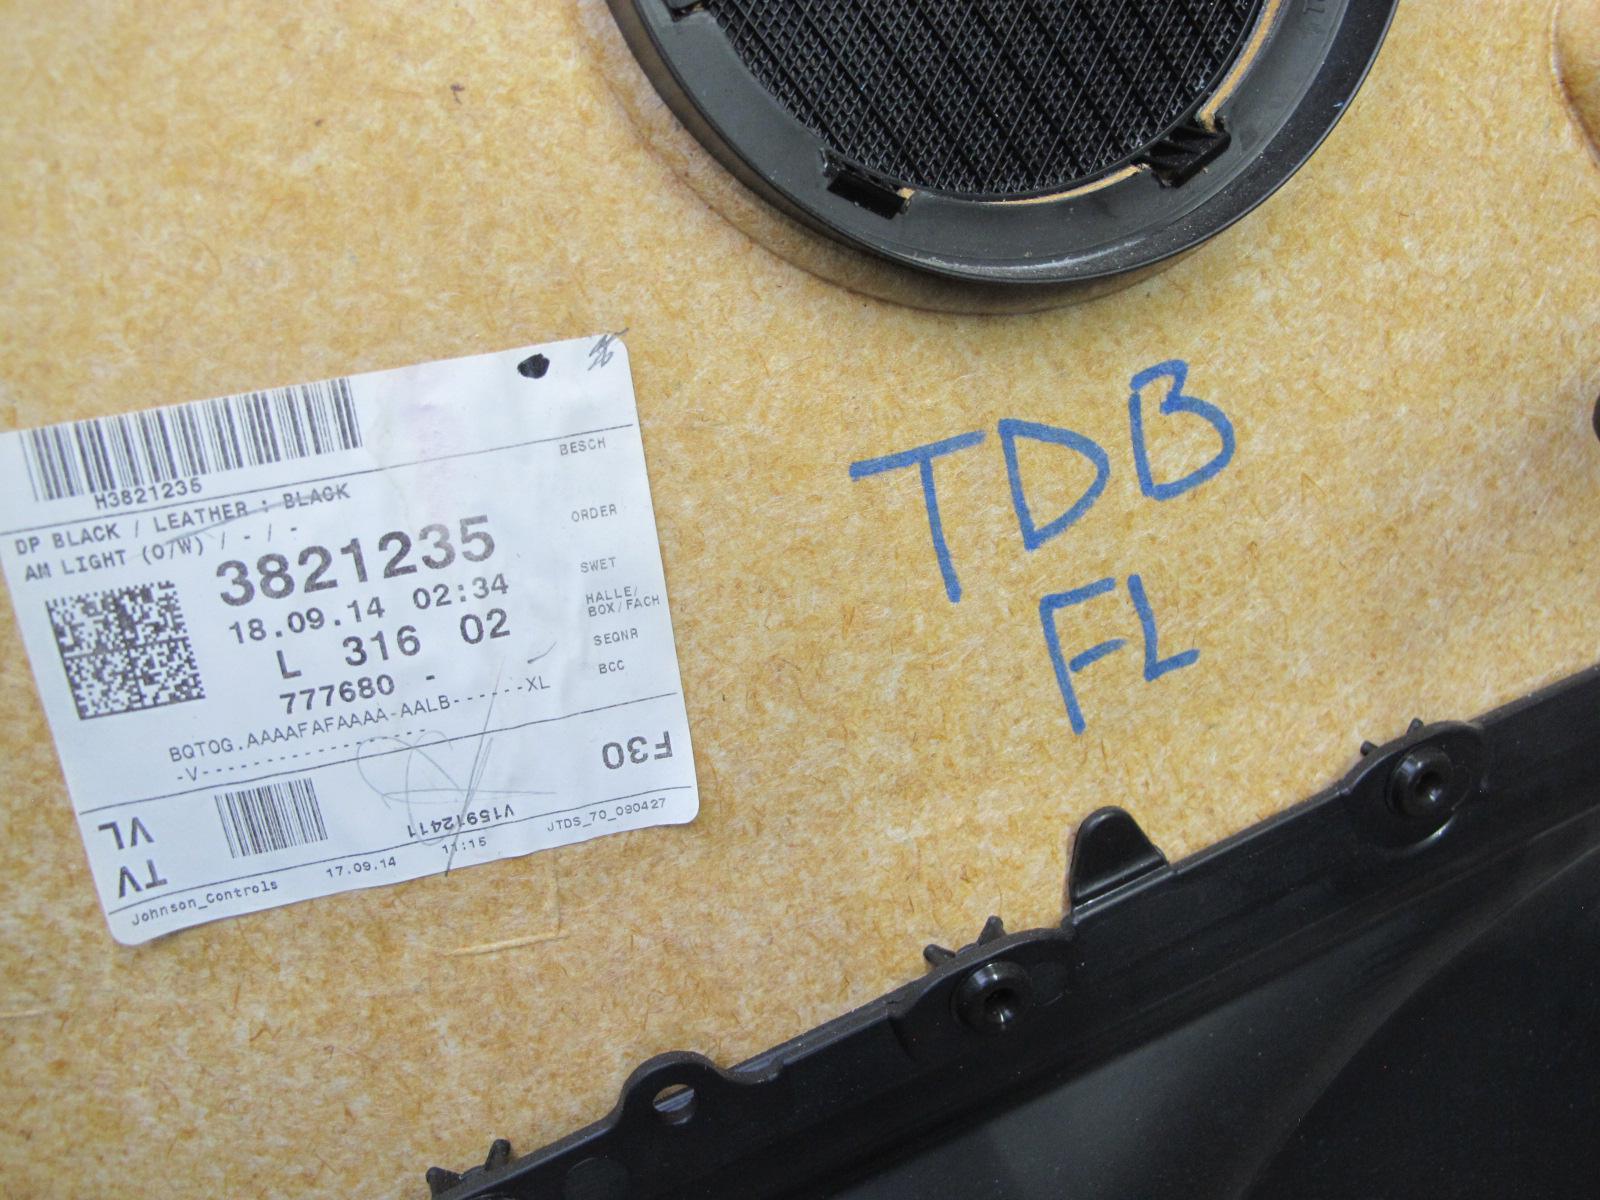 H3821235
DP BLACK / LEATHER : BLACK
AM LIGHT (O/W) / - / -
3821235
18.09.14 02:34
L 316 02
777680 -
BQTOG.AAAAFAFAAAA-AALB------XL
-V-----------------
BESCH
ORDER
SWET
HALLE/
BOX/FACH
SEQNR
BCC
F30
TV VL
V15912411
Johnson_Controls 17.09.14 11:15 JTDS_70_090427
TDB
FL